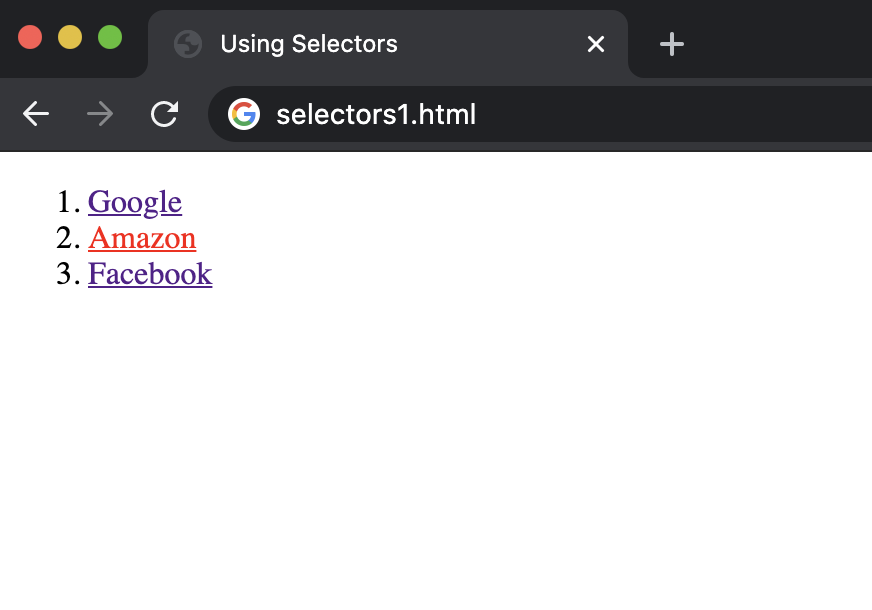 Using Selectors
selectors1.html
1. Google
2. Amazon
3. Facebook